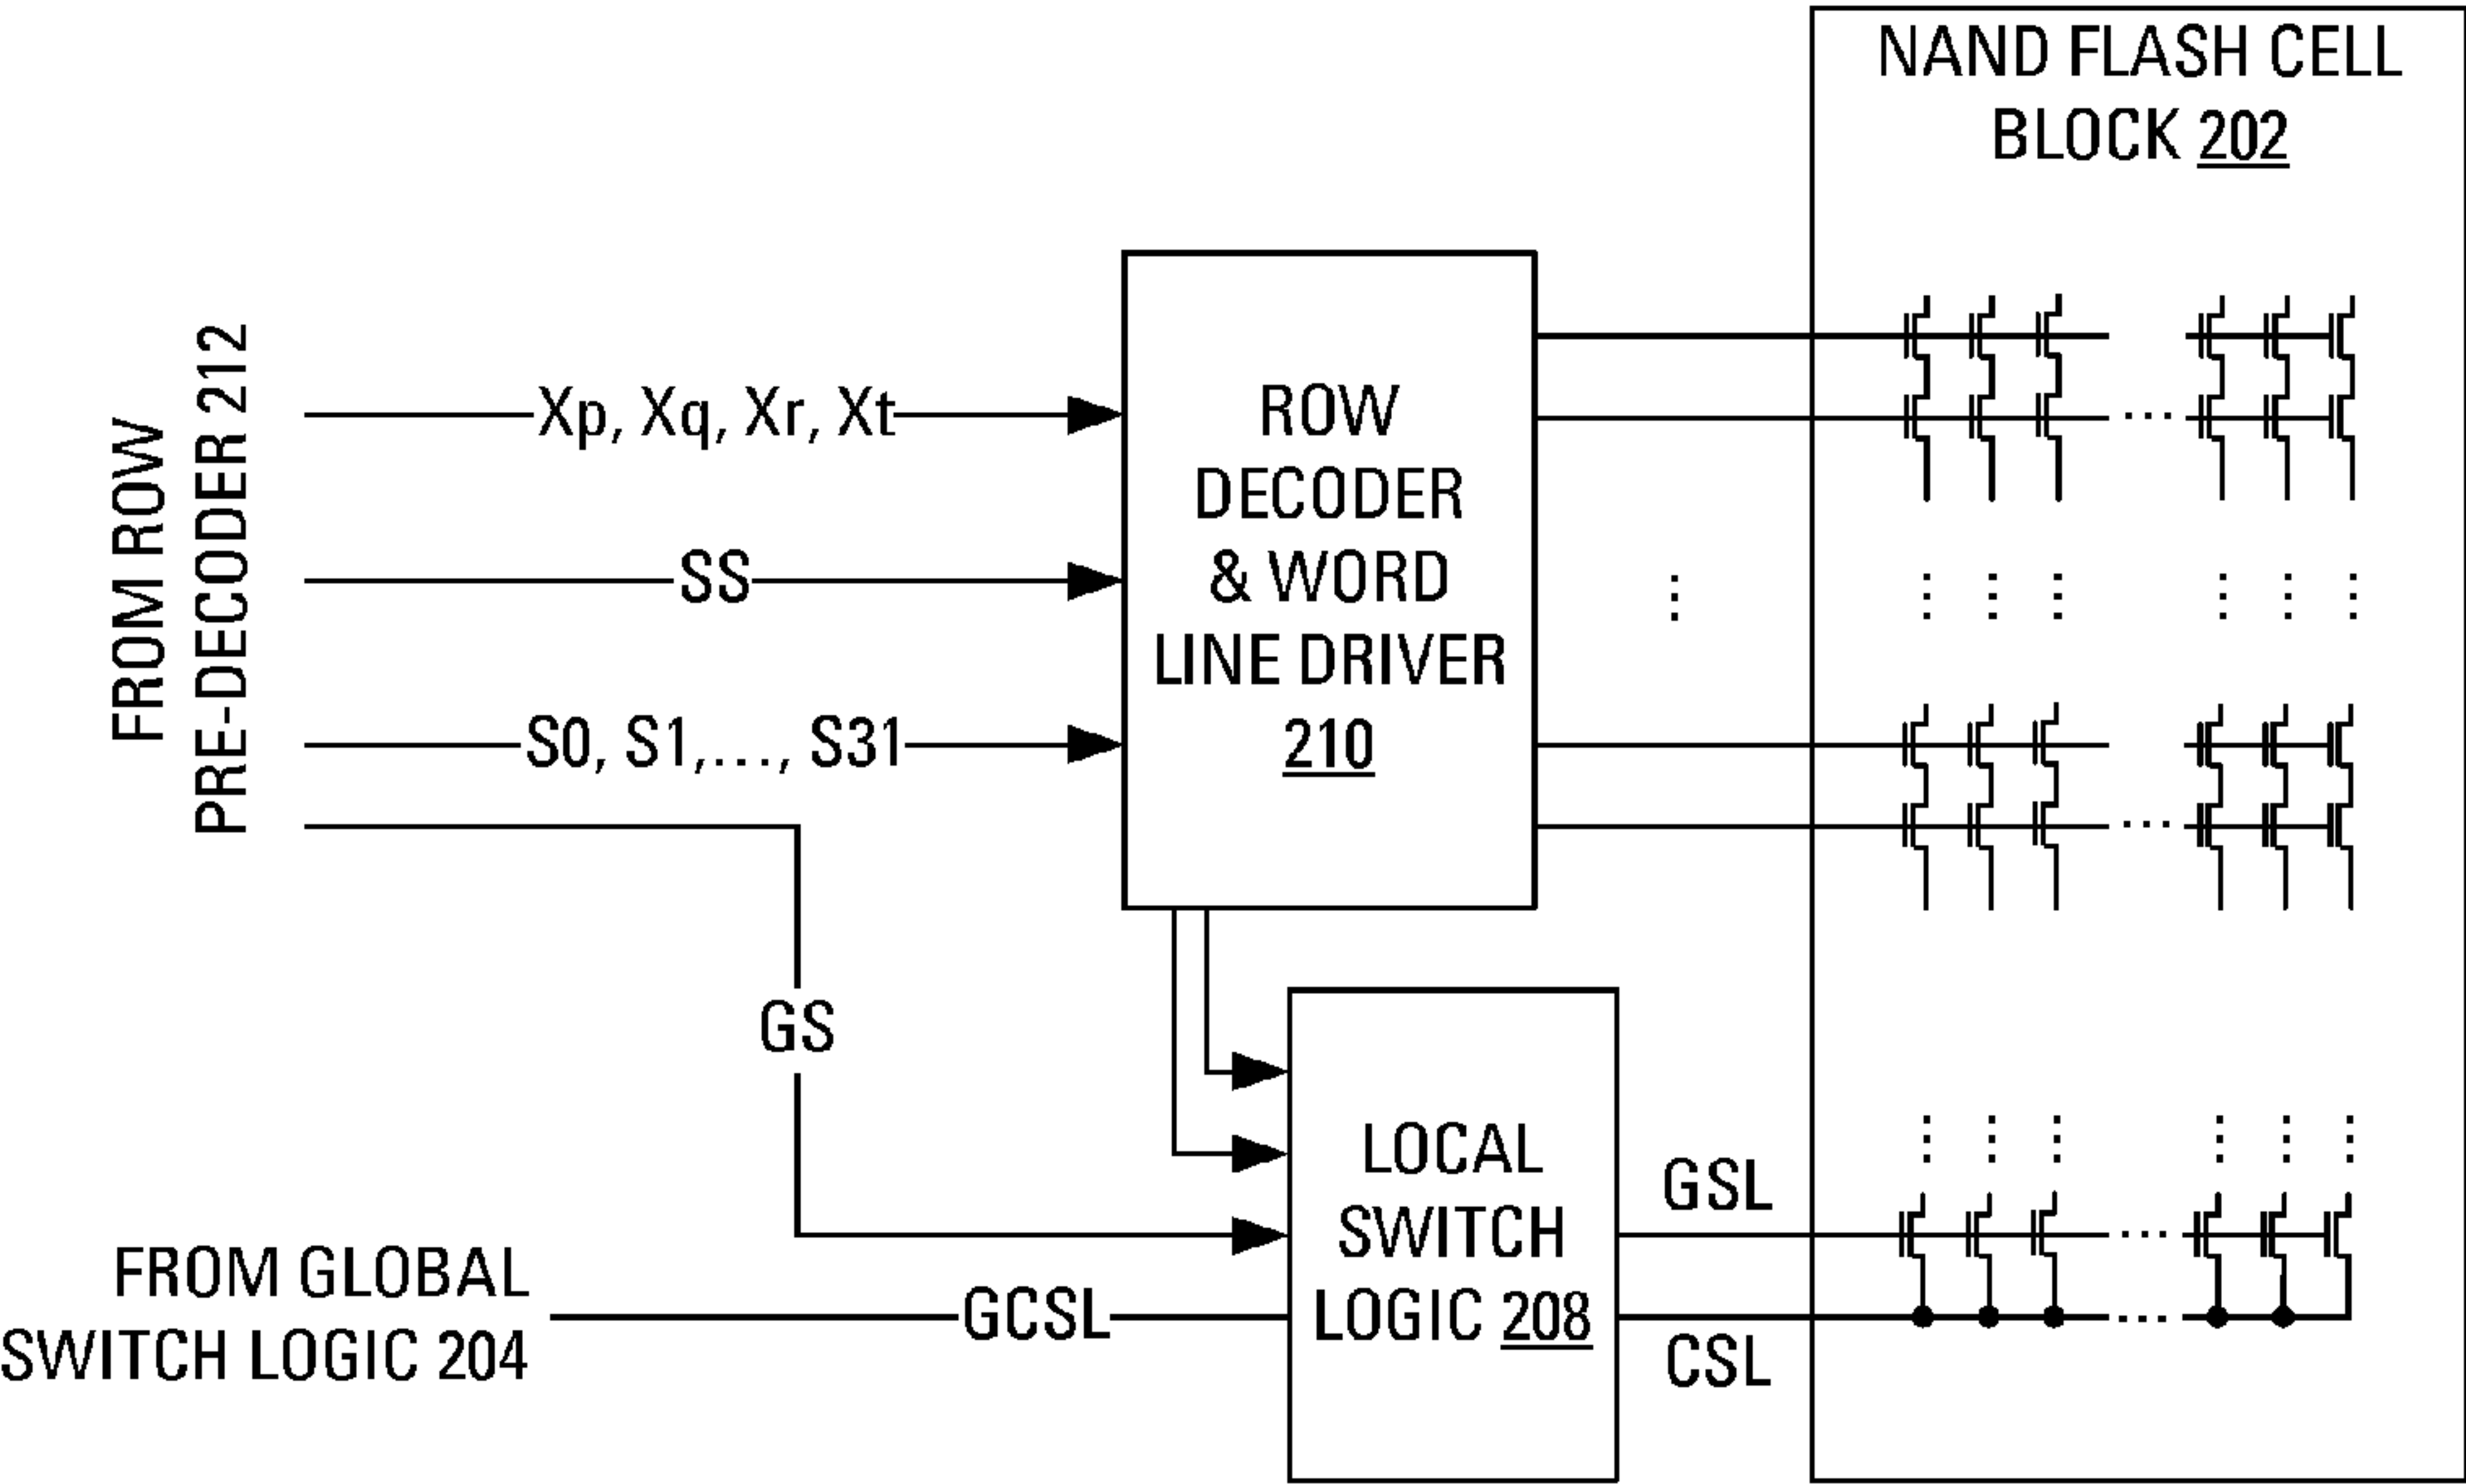 NAND FLASH CELL
BLOCK 202
FROM ROW
PRE-DECODER 212
Xp, Xq, Xr, Xt
SS
S0, S1,..., S31
ROW
DECODER
& WORD
LINE DRIVER
210
GS
LOCAL
SWITCH
LOGIC 208
GSL
CSL
FROM GLOBAL
SWITCH LOGIC 204
GCSL